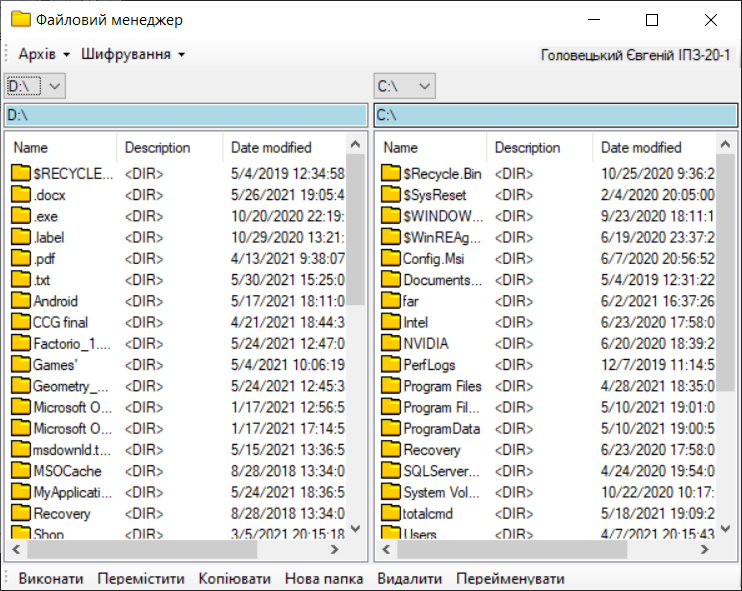 Файловий менеджер
Архів Шифрування Головецький Євгеній ІПЗ-20-1
D:\ C:\
D:\ C:\
Name Description Date modified Name Description Date modified
$RECYCLE... <DIR> 5/4/2019 12:34:58 $Recycle.Bin <DIR> 10/25/2020 9:36:2
.docx <DIR> 5/26/2021 19:05:4 $SysReset <DIR> 2/4/2020 20:05:00
.exe <DIR> 10/20/2020 22:19: $WINDOW... <DIR> 9/23/2020 18:11:1
.label <DIR> 10/29/2020 13:21: $WinREAg... <DIR> 6/19/2020 23:37:2
.pdf <DIR> 4/13/2021 9:38:07 Config.Msi <DIR> 6/7/2020 20:56:52
.txt <DIR> 5/30/2021 15:25:0 Documents... <DIR> 5/4/2019 12:31:22
Android <DIR> 5/17/2021 18:11:0 far <DIR> 6/2/2021 16:37:26
CCG final <DIR> 4/21/2021 18:44:3 Intel <DIR> 6/23/2020 17:58:0
Factorio_1.... <DIR> 5/24/2021 12:47:0 NVIDIA <DIR> 6/20/2020 18:39:2
Games' <DIR> 5/4/2021 10:06:19 PerfLogs <DIR> 12/7/2019 11:14:5
Geometry_... <DIR> 5/24/2021 12:45:3 Program Files <DIR> 4/28/2021 18:35:0
Microsoft O... <DIR> 1/17/2021 12:56:5 Program Fil... <DIR> 5/10/2021 19:01:0
Microsoft O... <DIR> 1/17/2021 17:14:5 ProgramData <DIR> 5/10/2021 19:00:5
msdownld.t... <DIR> 5/15/2021 13:36:5 Recovery <DIR> 6/23/2020 17:58:0
MSOCache <DIR> 8/28/2018 13:34:0 SQLServer... <DIR> 4/24/2020 19:54:0
MyApplicati... <DIR> 5/24/2021 18:36:5 System Vol... <DIR> 10/22/2020 10:17:
Recovery <DIR> 8/28/2018 13:34:0 totalcmd <DIR> 5/18/2021 19:09:2
Shop <DIR> 3/5/2021 20:15:18 Users <DIR> 4/7/2021 20:15:43
Виконати Перемістити Копіювати Нова папка Видалити Перейменувати